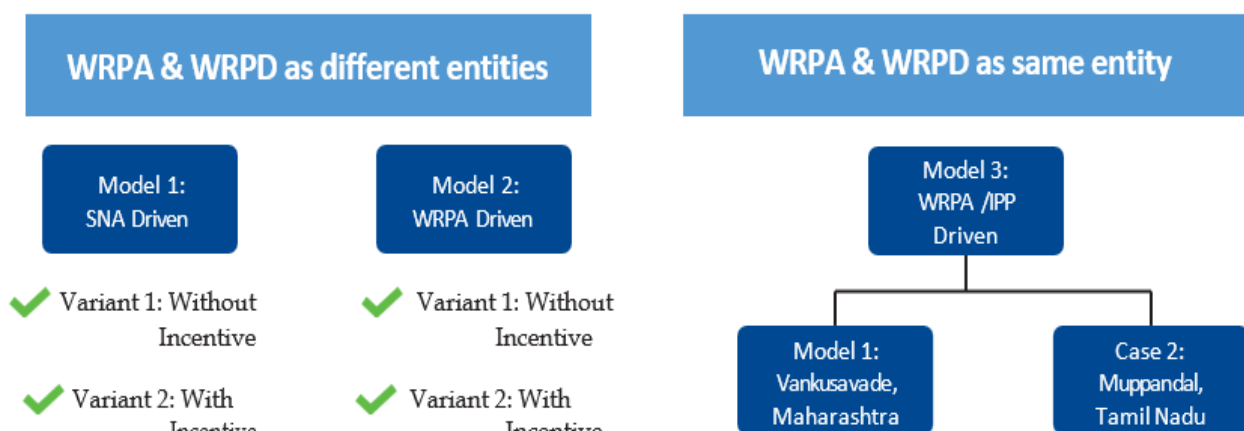 WRPA & WRPD as different entities
Model 1:
SNA Driven
Model 2:
WRPA Driven
Variant 1: Without
Incentive
Variant 2: With
Incentive
Variant 1: Without
Incentive
Variant 2: With
Incentive
WRPA & WRPD as same entity
Model 3:
WRPA /IPP
Driven
Model 1:
Vankusavade,
Maharashtra
Case 2:
Muppandal,
Tamil Nadu